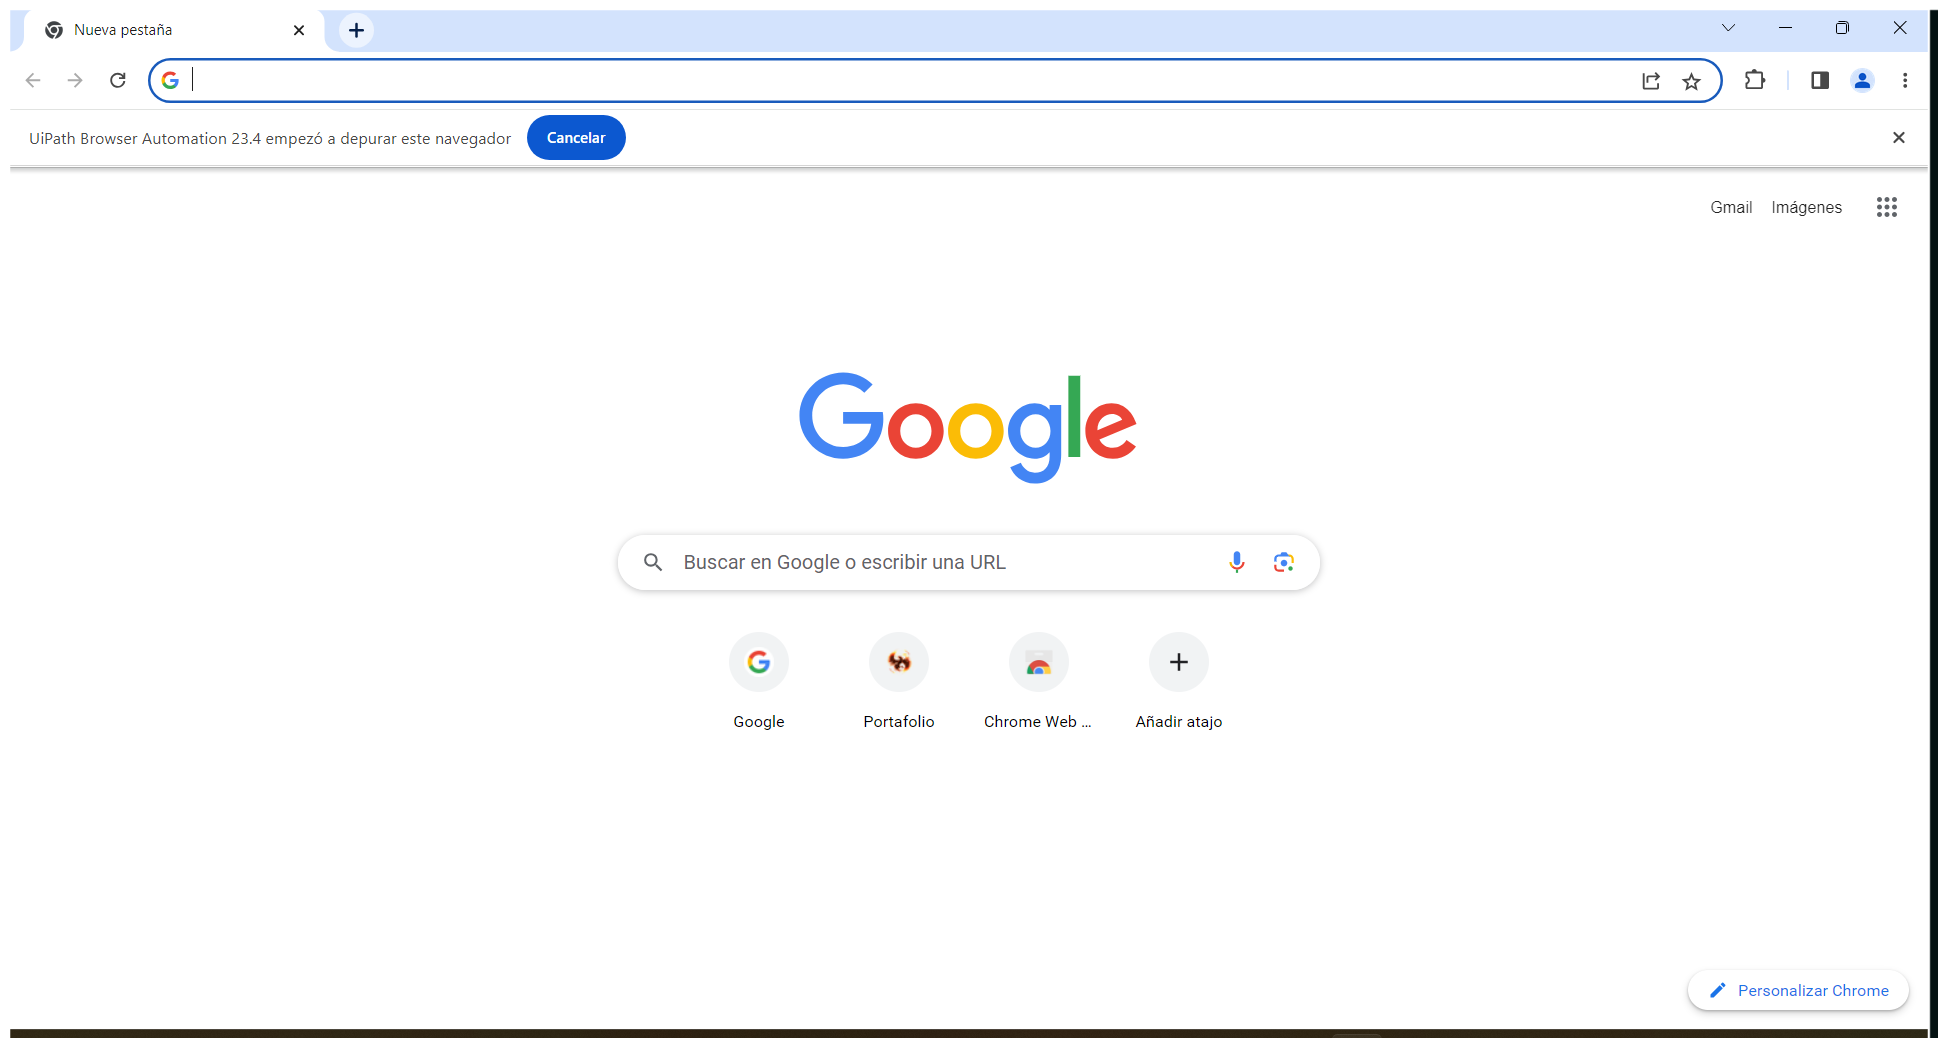 Nueva pestaña
UiPath Browser Automation 23.4 empezó a depurar este navegador Cancelar
Gmail Imágenes
Google
Buscar en Google o escribir una URL
Google Portafolio Chrome Web ... Añadir atajo
Personalizar Chrome